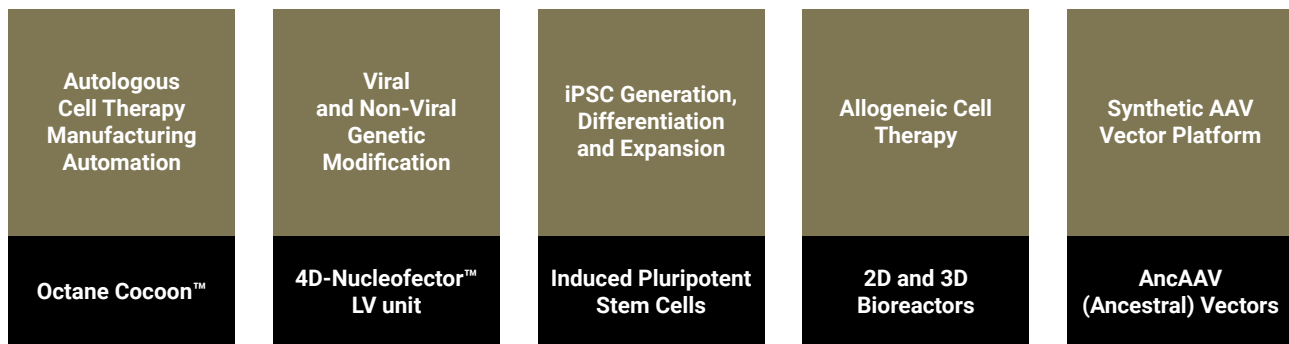 Autologous
Cell Therapy
Manufacturing
Automation
Octane Cocoon™
Viral
and Non-Viral
Genetic
Modification
4D-Nucleofector™
LV unit
iPSC Generation,
Differentiation
and Expansion
Induced Pluripotent
Stem Cells
Allogeneic Cell
Therapy
2D and 3D
Bioreactors
Synthetic AAV
Vector Platform
AncAAV
(Ancestral) Vectors